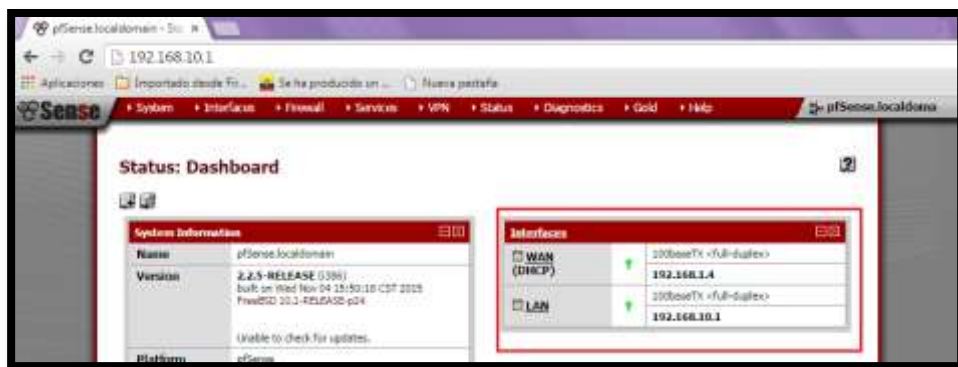 pfSense.localdomain - Sta
192.168.10.1
Aplicaciones Importado desde Fir... Se ha producido un ... Nueva pestaña
Sense System Interfaces Firewall Services VPN Status Diagnostics Gold Help pfSense.localdoma
Status: Dashboard
System Information
Name pfSense.localdomain
Version 2.2.5-RELEASE (i386)
built on Wed Nov 04 15:50:18 CST 2015
FreeBSD 10.1-RELEASE-p24
Unable to check for updates.
Platform pfSense
Interfaces
WAN (DHCP) 100baseTX <full-duplex>
192.168.1.4
LAN 100baseTX <full-duplex>
192.168.10.1